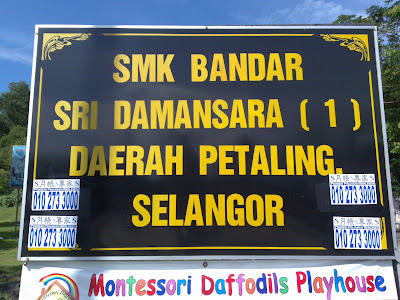 SMK BANDAR
SRI DAMANSARA ( 1 )
DAERAH PETALING
SELANGOR
010 273 3000
010 273 3000
010 273 3000
010 273 3000
Montessori Daffodils Playhouse